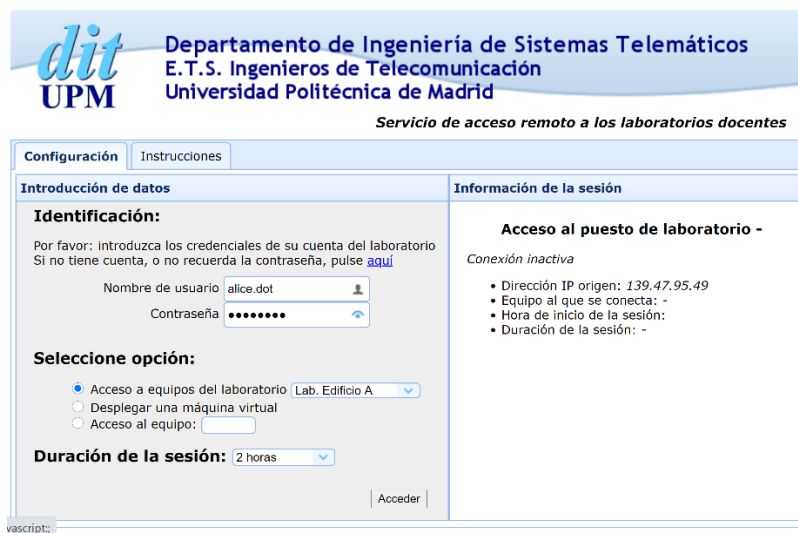 dit
UPM
Departamento de Ingeniería de Sistemas Telemáticos
E.T.S. Ingenieros de Telecomunicación
Universidad Politécnica de Madrid
Servicio de acceso remoto a los laboratorios docentes
Configuración
Instrucciones
Introducción de datos
Identificación:
Por favor: introduzca los credenciales de su cuenta del laboratorio
Si no tiene cuenta, o no recuerda la contraseña, pulse aquí
Nombre de usuario alice.dot
Contraseña ••••••••
Seleccione opción:
Acceso a equipos del laboratorio Lab. Edificio A
Desplegar una máquina virtual
Acceso al equipo:
Duración de la sesión: 2 horas
Acceder
Información de la sesión
Acceso al puesto de laboratorio -
Conexión inactiva
• Dirección IP origen: 139.47.95.49
• Equipo al que se conecta: -
• Hora de inicio de la sesión:
• Duración de la sesión: -
vascript:;